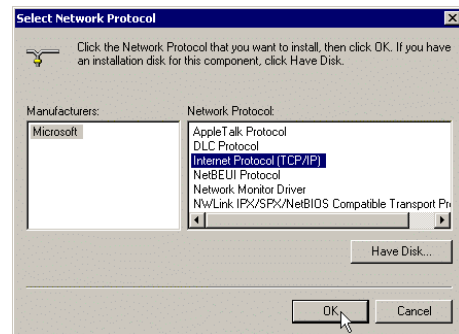 Select Network Protocol
Click the Network Protocol that you want to install, then click OK. If you have
an installation disk for this component, click Have Disk.
Manufacturers:
Microsoft
Network Protocol:
AppleTalk Protocol
DLC Protocol
Internet Protocol (TCP/IP)
NetBEUI Protocol
Network Monitor Driver
NWLink IPX/SPX/NetBIOS Compatible Transport Pr
Have Disk...
OK
Cancel